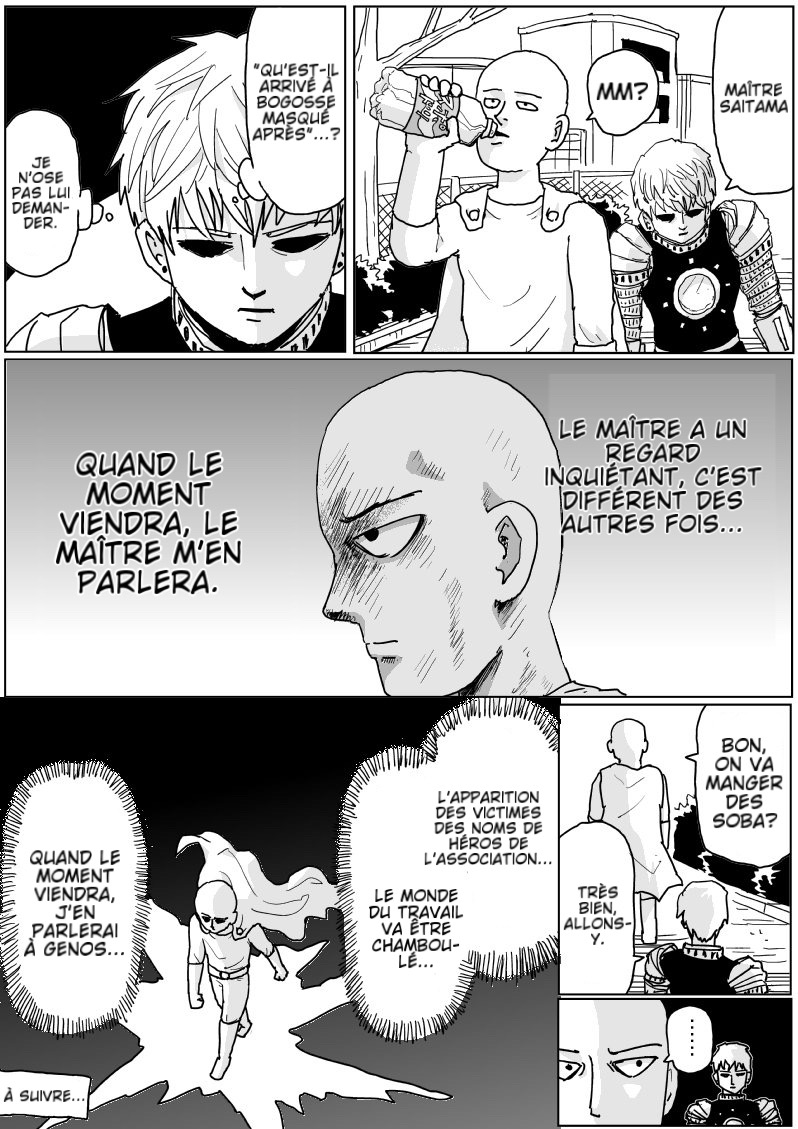 MAÎTRE
SAITAMA
MM?
"QU'EST-IL
ARRIVÉ À
BOGOSSE
MASQUÉ
APRÈS"...?
JE
N'OSE
PAS LUI
DEMAN-
DER.
LE MAÎTRE A UN
REGARD
INQUIÉTANT, C'EST
DIFFÉRENT DES
AUTRES FOIS...
QUAND LE
MOMENT
VIENDRA, LE
MAÎTRE M'EN
PARLERA.
BON,
ON VA
MANGER
DES
SOBA?
TRÈS
BIEN,
ALLONS-
Y.
......
L'APPARITION
DES VICTIMES
DES NOMS DE
HÉROS DE
L'ASSOCIATION...
LE MONDE
DU TRAVAIL
VA ÊTRE
CHAMBOU-
LÉ...
QUAND LE
MOMENT
VIENDRA,
J'EN
PARLERAI
À GENOS...
À SUIVRE...